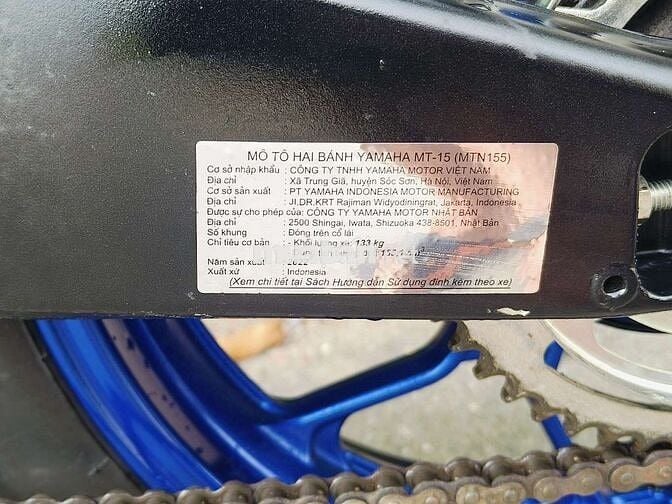 MÔ TÔ HAI BÁNH YAMAHA MT-15 (MTN155)
Cơ sở nhập khẩu : CÔNG TY TNHH YAMAHA MOTOR VIỆT NAM
Địa chỉ : Xã Trung Giã, huyện Sóc Sơn, Hà Nội, Việt Nam
Cơ sở sản xuất : PT YAMAHA INDONESIA MOTOR MANUFACTURING
Địa chỉ : JI.DR.KRT Rajiman Widyodiningrat, Jakarta, Indonesia
Được sự cho phép của: CÔNG TY YAMAHA MOTOR NHẬT BẢN
Địa chỉ : 2500 Shingai, Iwata, Shizuoka 438-8501, Nhật Bản
Số khung : Đóng trên cổ lái
Chỉ tiêu cơ bản : - Khối lượng xe: 133 kg
Năm sản xuất : 2022
Xuất xứ : Indonesia
(Xem chi tiết tại Sách Hướng dẫn Sử dụng đính kèm theo xe)